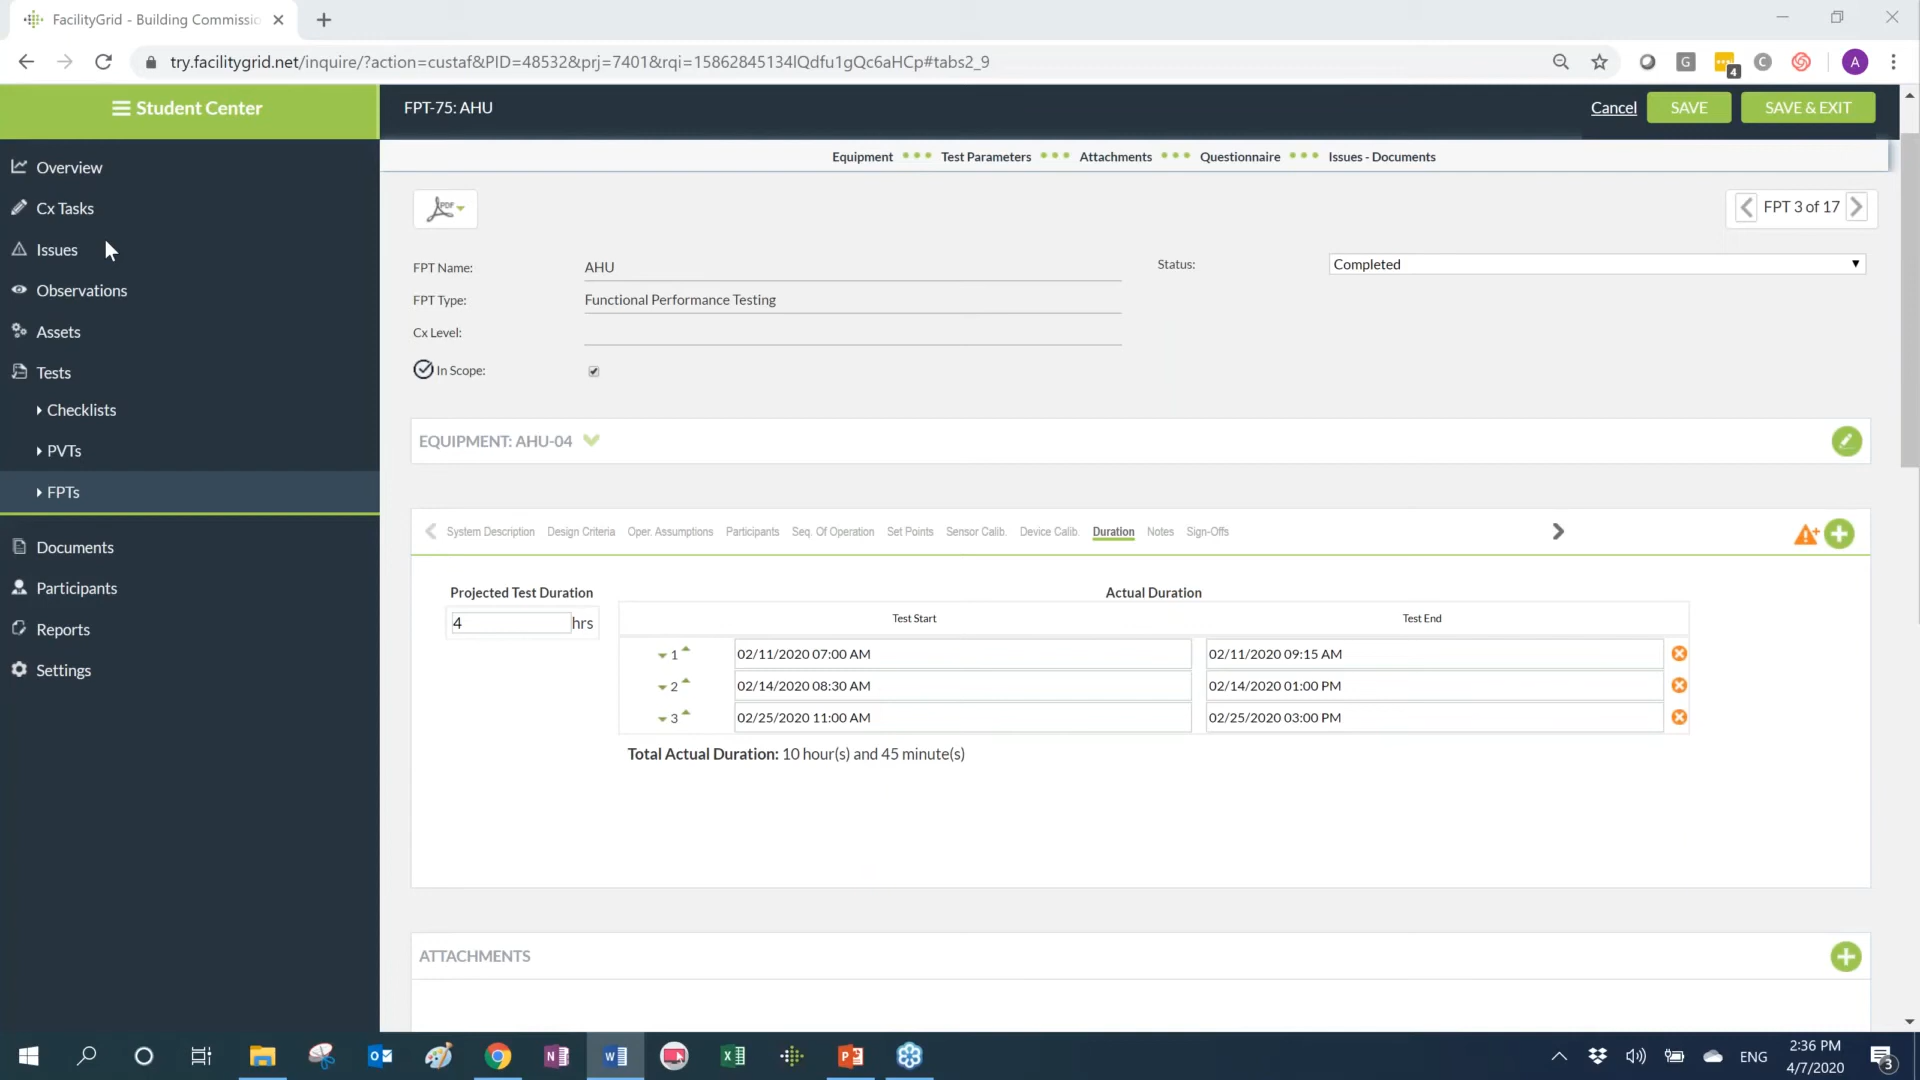 FacilityGrid - Building Commissio
try.facilitygrid.net/inquire/?action=custaf&PID=48532&prj=7401&rqi=15862845134lQdfu1gQc6aHCp#tabs2_9
G
4
C
A
Student Center
FPT-75: AHU
Cancel
SAVE
SAVE & EXIT
Equipment
Test Parameters
Attachments
Questionnaire
Issues - Documents
Overview
Cx Tasks
Issues
Observations
Assets
Tests
Checklists
PVTs
FPTs
Documents
Participants
Reports
Settings
PDF
FPT 3 of 17
FPT Name: AHU
Status: Completed
FPT Type: Functional Performance Testing
Cx Level:
In Scope:
EQUIPMENT: AHU-04
System Description Design Criteria Oper. Assumptions Participants Seq. Of Operation Set Points Sensor Calib. Device Calib. Duration Notes Sign-Offs
Projected Test Duration
4 hrs
Actual Duration
Test Start Test End
1 02/11/2020 07:00 AM 02/11/2020 09:15 AM
2 02/14/2020 08:30 AM 02/14/2020 01:00 PM
3 02/25/2020 11:00 AM 02/25/2020 03:00 PM
Total Actual Duration: 10 hour(s) and 45 minute(s)
ATTACHMENTS
ENG
2:36 PM
4/7/2020
3